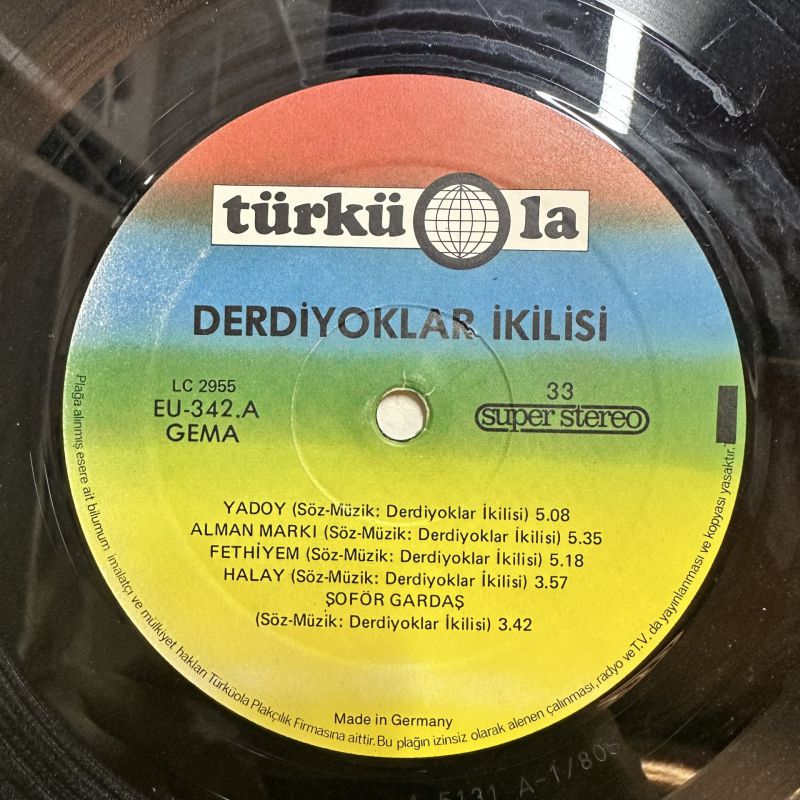 türküola
DERDİYOKLAR İKİLİSİ
LC 2955
EU-342.A
GEMA
33
super stereo
YADOY (Söz-Müzik: Derdiyoklar İkilisi) 5.08
ALMAN MARKI (Söz-Müzik: Derdiyoklar İkilisi) 5.35
FETHİYEM (Söz-Müzik: Derdiyoklar İkilisi) 5.18
HALAY (Söz-Müzik: Derdiyoklar İkilisi) 3.57
ŞOFÖR GARDAŞ
(Söz-Müzik: Derdiyoklar İkilisi) 3.42
Made in Germany
Plağa alınmış esere ait bilumum imalatçı ve mülkiyet hakları Türküola Plakçılık Firmasına aittir. Bu plağın izinsiz olarak alenen çalınması, radyo ve T.V. da yayınlanması ve kopyası yasaktır.
5131 A-1/80